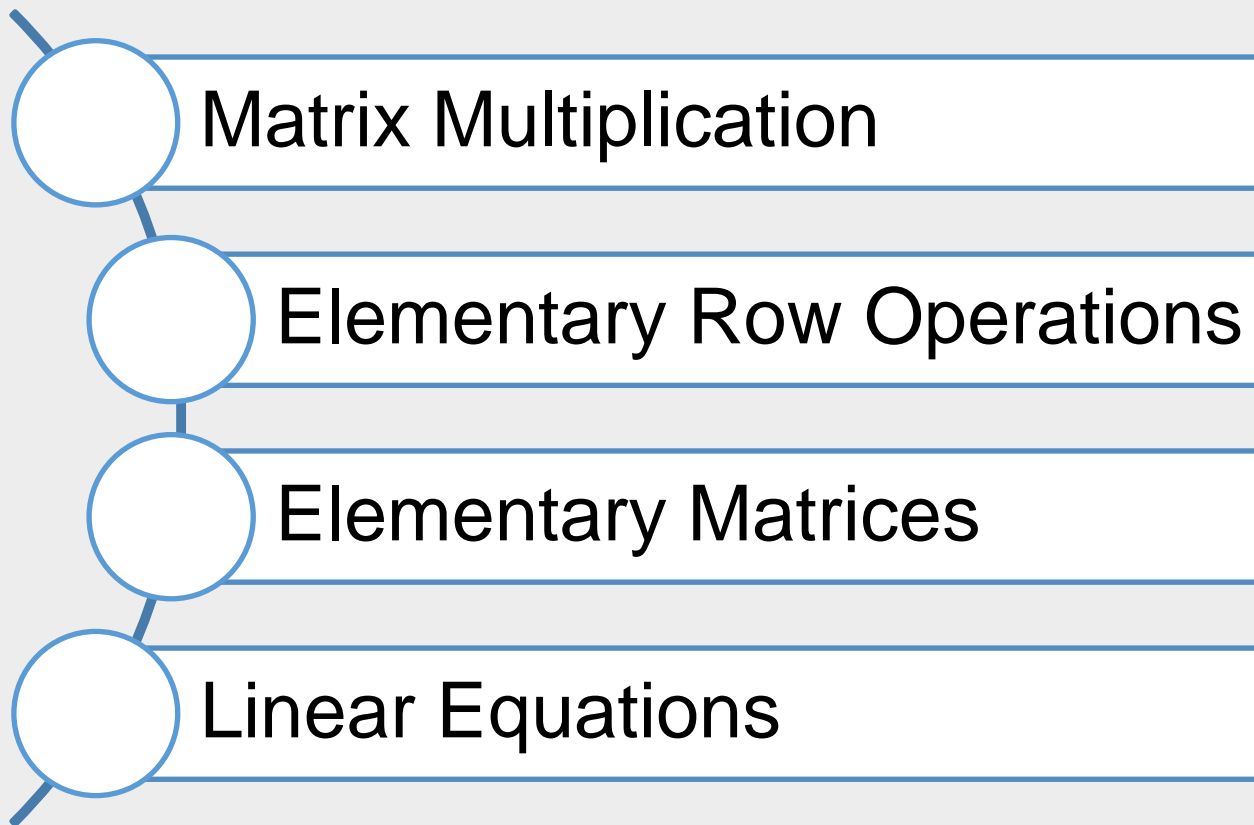 Matrix Multiplication
Elementary Row Operations
Elementary Matrices
Linear Equations